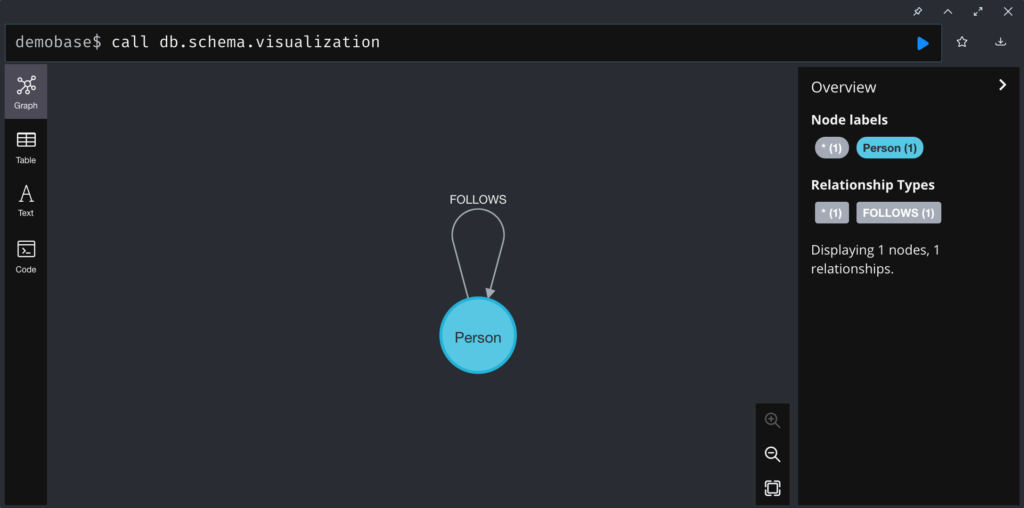 demobase$ call db.schema.visualization
Graph
Table
Text
Code
FOLLOWS
Person
Overview
Node labels
* (1) Person (1)
Relationship Types
* (1) FOLLOWS (1)
Displaying 1 nodes, 1
relationships.